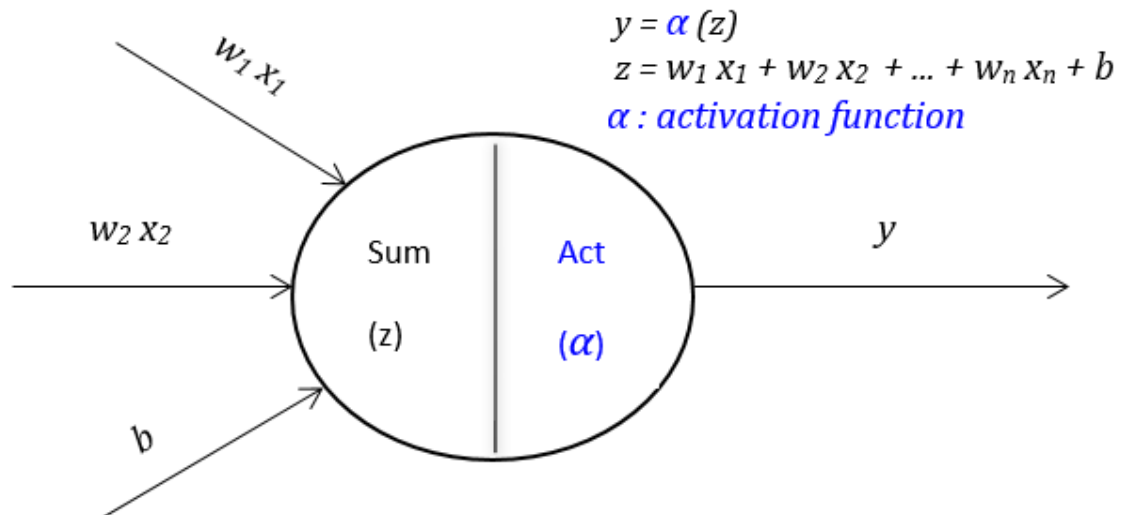 y = α (z)
z = w₁ x₁ + w₂ x₂ + ... + wₙ xₙ + b
α : activation function
w₁ x₁
w₂ x₂
b
Sum
(z)
Act
(α)
y